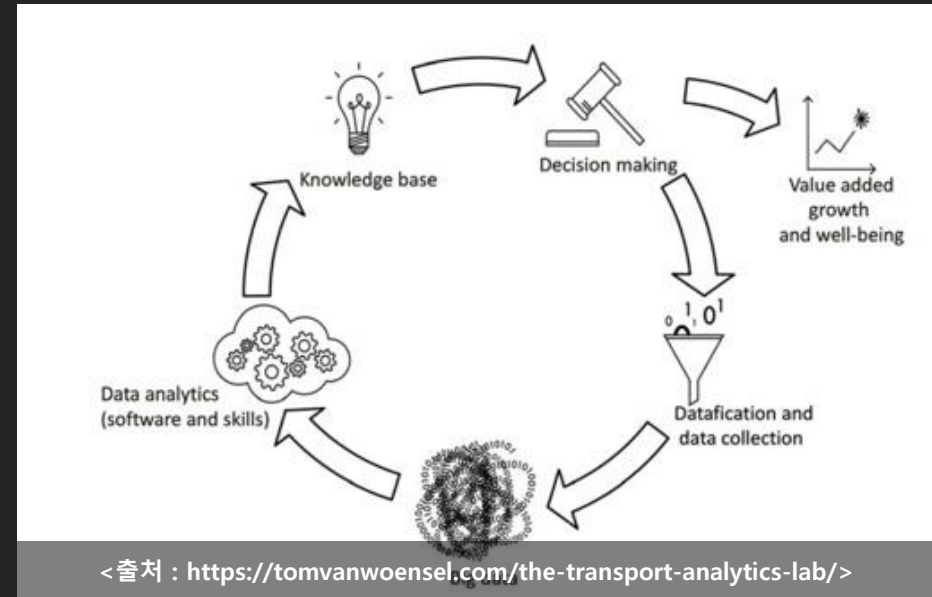 Knowledge base
Decision making
Value added
growth
and well-being
0 1 1 0 1
Datafication and
data collection
Data analytics
(software and skills)
<출처 : https://tomvanwoensel.com/the-transport-analytics-lab/>